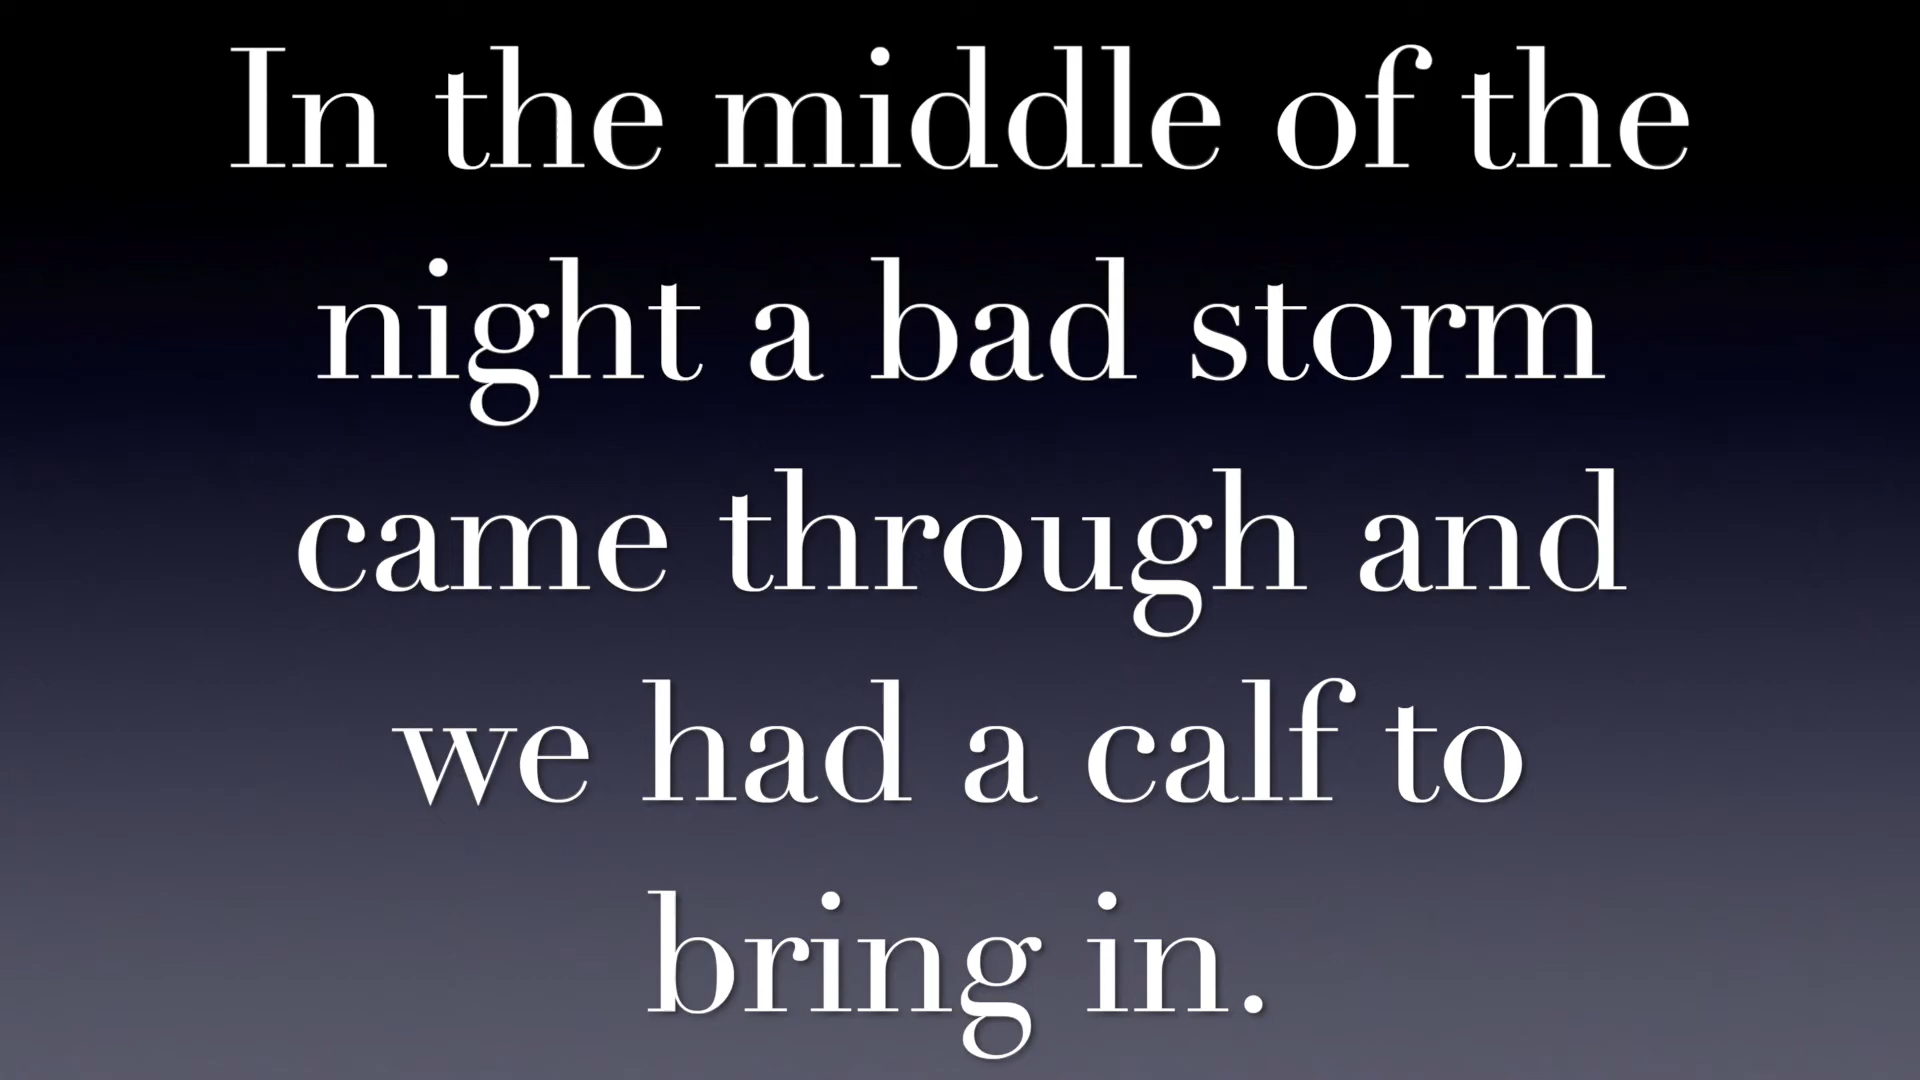 In the middle of the
night a bad storm
came through and
we had a calf to
bring in.